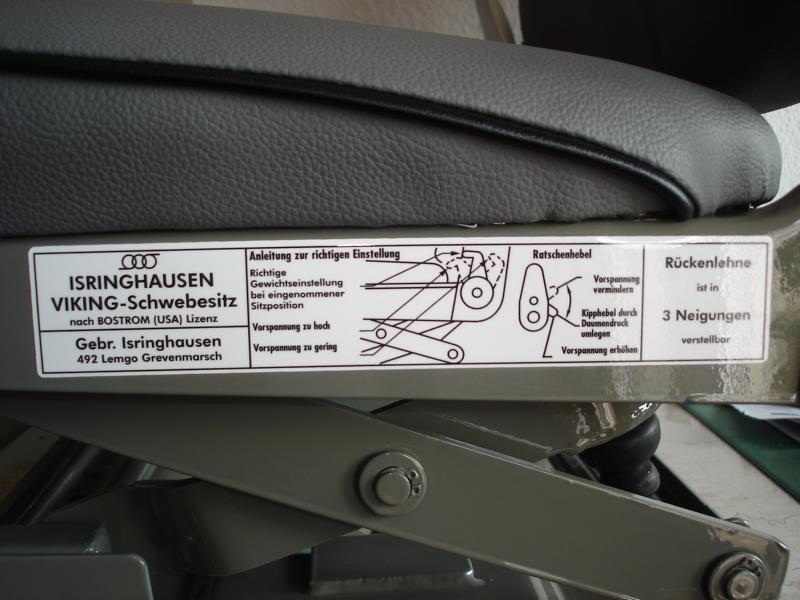 ISRINGHAUSEN
VIKING-Schwebesitz
nach BOSTROM (USA) Lizenz
Gebr. Isringhausen
492 Lemgo Grevenmarsch
Anleitung zur richtigen Einstellung
Richtige
Gewichtseinstellung
bei eingenommener
Sitzposition
Vorspannung zu hoch
Vorspannung zu gering
Ratschenhebel
Vorspannung
vermindern
Kipphebel durch
Daumendruck
umlegen
Vorspannung erhöhen
Rückenlehne
ist in
3 Neigungen
verstellbar